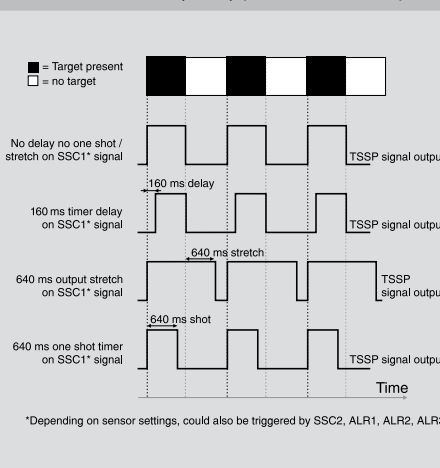 = Target present
= no target
No delay no one shot /
stretch on SSC1* signal
TSSP signal outpu
160 ms delay
160 ms timer delay
on SSC1* signal
TSSP signal outpu
640 ms stretch
640 ms output stretch
on SSC1* signal
TSSP
signal outpu
640 ms shot
640 ms one shot timer
on SSC1* signal
TSSP signal outpu
Time
*Depending on sensor settings, could also be triggered by SSC2, ALR1, ALR2, ALR3